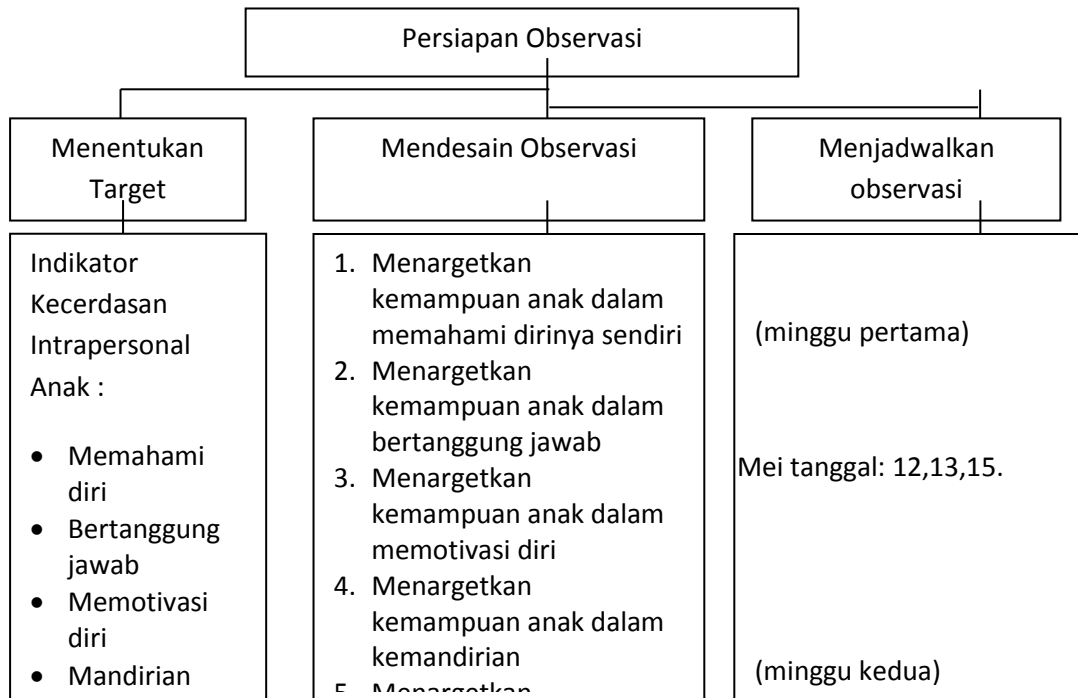 Persiapan Observasi
Menentukan
Target
Mendesain Observasi
Menjadwalkan
observasi
Indikator
Kecerdasan
Intrapersonal
Anak :
• Memahami
diri
• Bertanggung
jawab
• Memotivasi
diri
• Mandirian
1. Menargetkan
kemampuan anak dalam
memahami dirinya sendiri
2. Menargetkan
kemampuan anak dalam
bertanggung jawab
3. Menargetkan
kemampuan anak dalam
memotivasi diri
4. Menargetkan
kemampuan anak dalam
kemandirian
5. Menargetkan
(minggu pertama)
Mei tanggal: 12,13,15.
(minggu kedua)